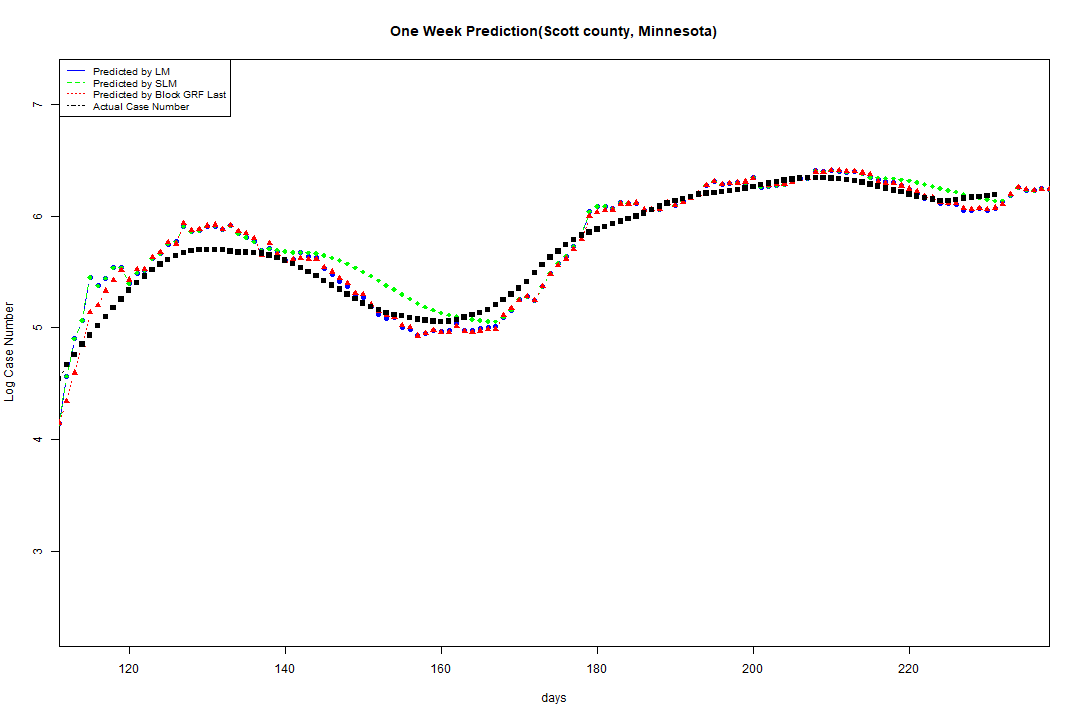 One Week Prediction(Scott county, Minnesota)
Predicted by LM
Predicted by SLM
Predicted by Block GRF Last
Actual Case Number
7
6
5
4
3
Log Case Number
120 140 160 180 200 220
days